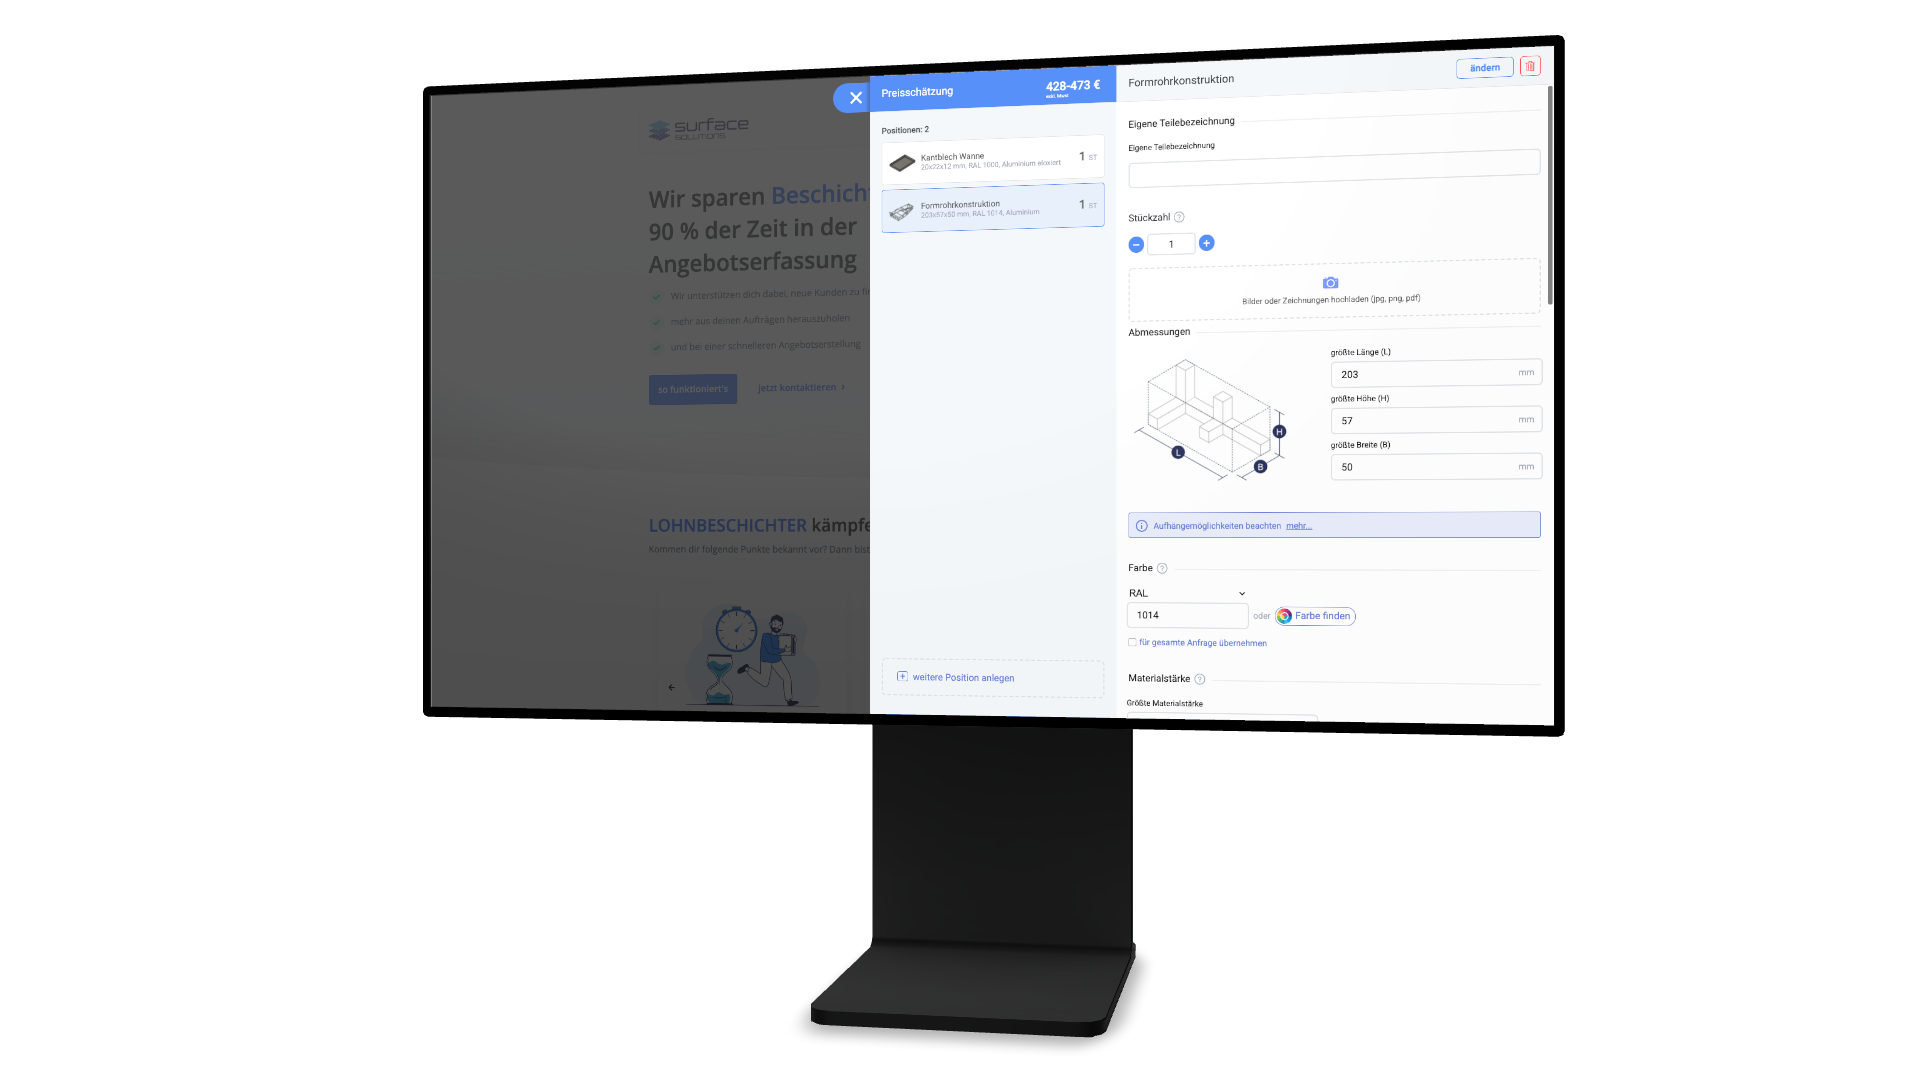 surface
SOLUTIONS
Wir sparen Beschicht
90 % der Zeit in der
Angebotserfassung
Wir unterstützen dich dabei, neue Kunden zu fi
mehr aus deinen Aufträgen herauszuholen
und bei einer schnelleren Angebotserstellung
so funktioniert's
jetzt kontaktieren
LOHNBESCHICHTER kämpfe
Kommen dir folgende Punkte bekannt vor? Dann bist
Preisschätzung
428-473 €
exkl. Mwst
Positionen: 2
Kantblech Wanne
20x22x12 mm, RAL 1000, Aluminium eloxiert
1 ST
Formrohrkonstruktion
203x57x50 mm, RAL 1014, Aluminium
1 ST
weitere Position anlegen
Formrohrkonstruktion
ändern
Eigene Teilebezeichnung
Eigene Teilebezeichnung
Stückzahl ?
1
Bilder oder Zeichnungen hochladen (jpg, png, pdf)
Abmessungen
L
B
H
größte Länge (L)
203 mm
größte Höhe (H)
57 mm
größte Breite (B)
50 mm
Aufhängemöglichkeiten beachten mehr...
Farbe ?
RAL
1014
oder
Farbe finden
für gesamte Anfrage übernehmen
Materialstärke ?
Größte Materialstärke